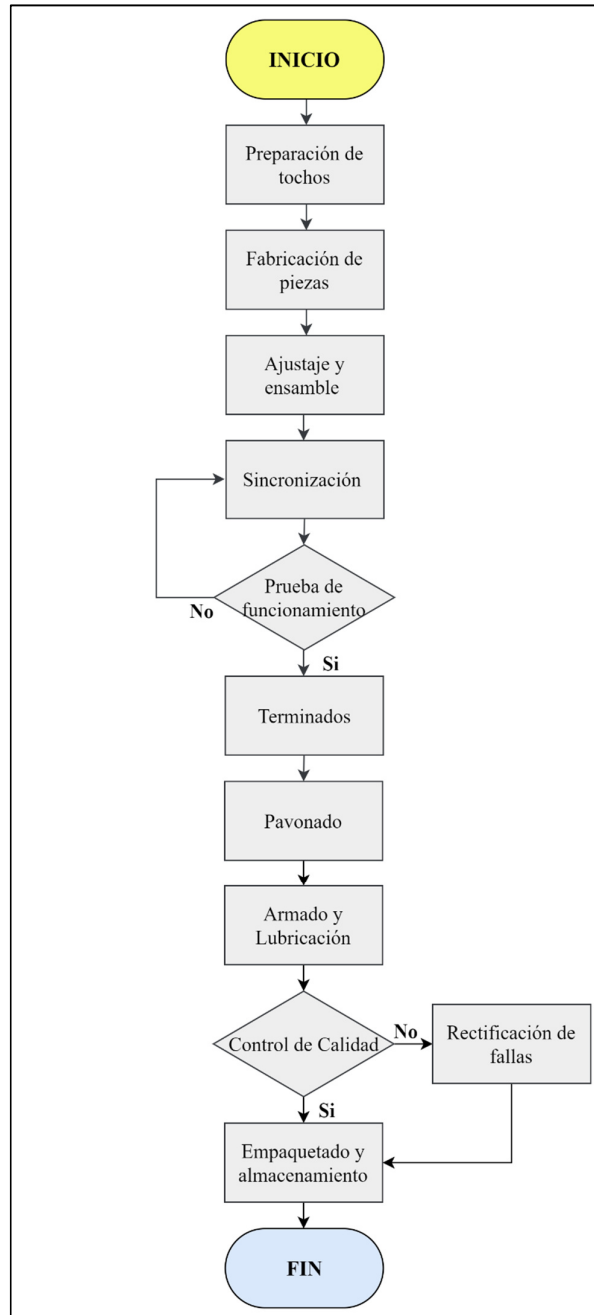 INICIO
Preparación de
tochos
Fabricación de
piezas
Ajustaje y
ensamble
Sincronización
Prueba de
funcionamiento
No
Si
Terminados
Pavonado
Armado y
Lubricación
Control de Calidad
No
Rectificación de
fallas
Si
Empaquetado y
almacenamiento
FIN